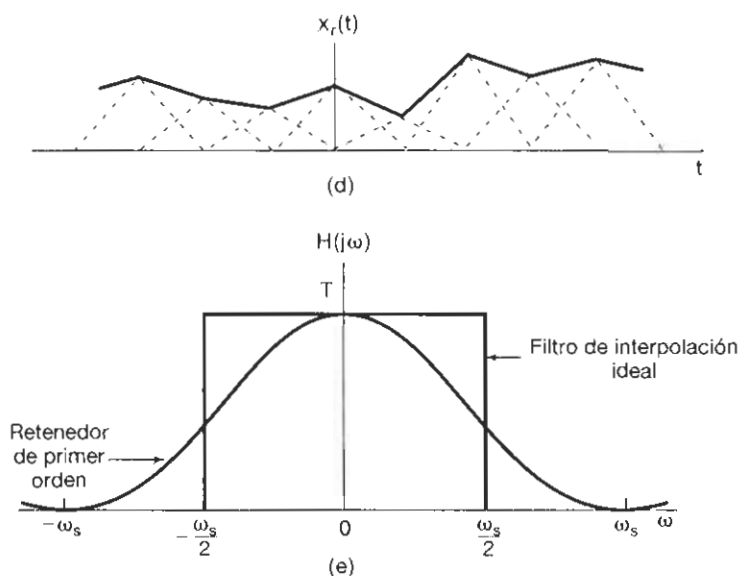 x_r(t)
t
(d)
H(jω)
T
Filtro de interpolación
ideal
Retenedor
de primer
orden
-ω_s
-ω_s/2
0
ω_s/2
ω_s
ω
(e)